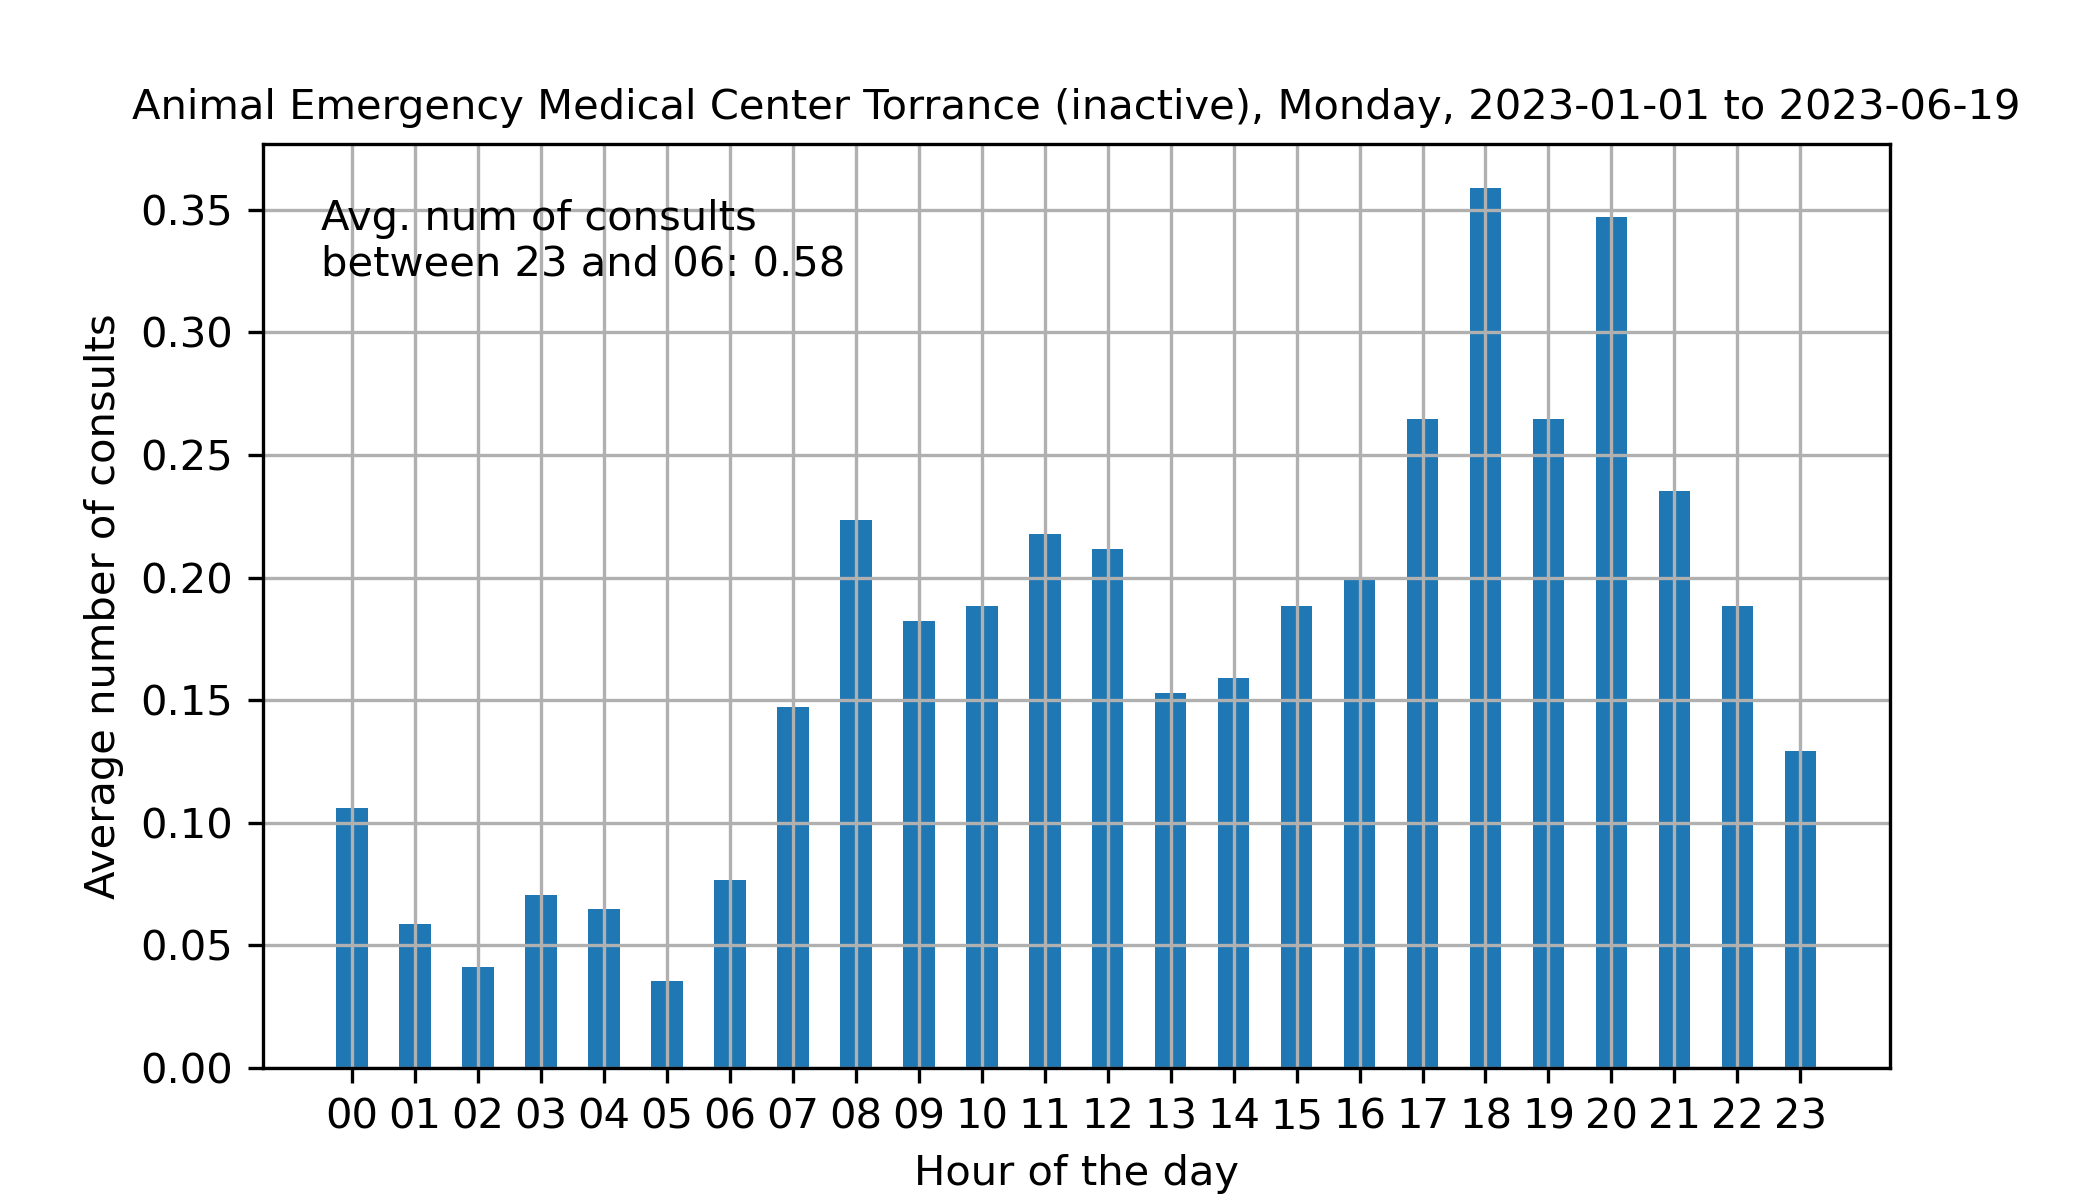 Animal Emergency Medical Center Torrance (inactive), Monday, 2023-01-01 to 2023-06-19
Avg. num of consults
between 23 and 06: 0.58
Average number of consults
0.35
0.30
0.25
0.20
0.15
0.10
0.05
0.00
00 01 02 03 04 05 06 07 08 09 10 11 12 13 14 15 16 17 18 19 20 21 22 23
Hour of the day